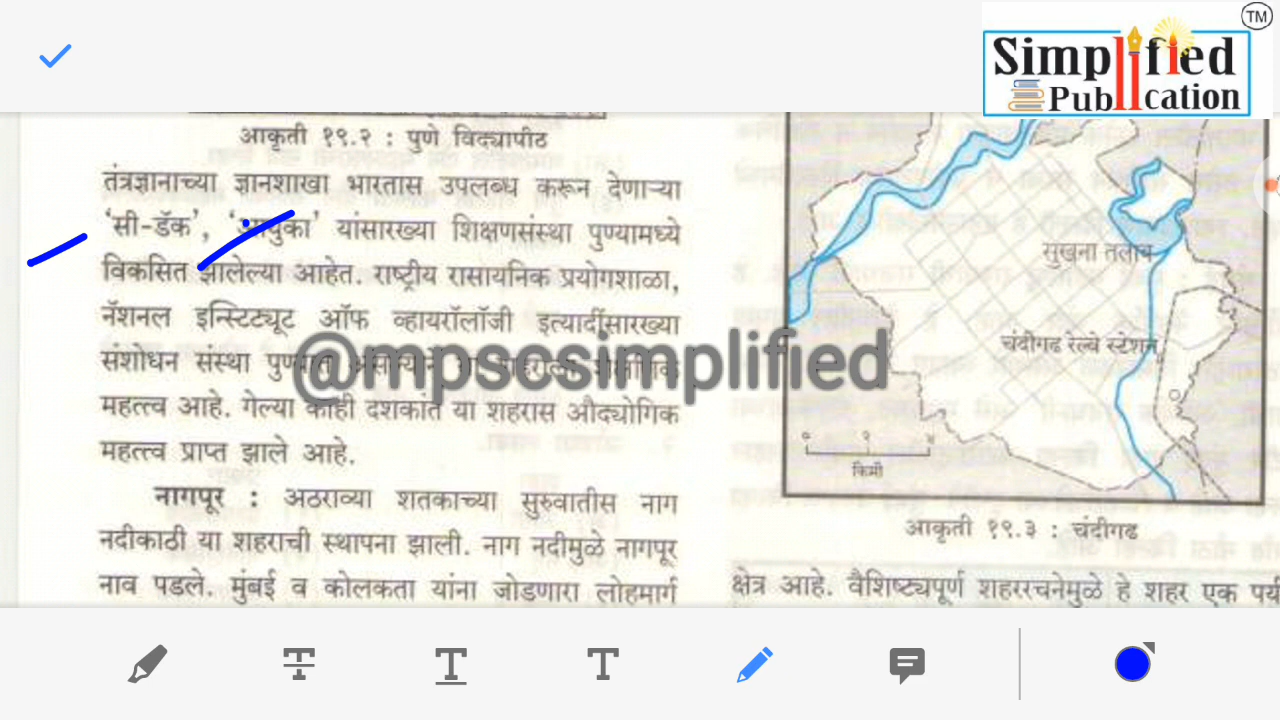 TM
Simplified
Publication
आकृती १९.२ : पुणे विद्यापीठ
तंत्रज्ञानाच्या ज्ञानशाखा भारतास उपलब्ध करून देणाऱ्या
'सी-डॅक', 'आयुका' यांसारख्या शिक्षणसंस्था पुण्यामध्ये
विकसित झालेल्या आहेत. राष्ट्रीय रासायनिक प्रयोगशाळा,
नॅशनल इन्स्टिट्यूट ऑफ व्हायरॉलॉजी इत्यादींसारख्या
संशोधन संस्था
महत्त्व आहे. गेल्या काही दशकांत या शहरास औद्योगिक
महत्त्व प्राप्त झाले आहे.
नागपूर : अठराव्या शतकाच्या सुरुवातीस नाग
नदीकाठी या शहराची स्थापना झाली. नाग नदीमुळे नागपूर
नाव पडले. मुंबई व कोलकता यांना जोडणारा लोहमार्ग
@mpscsimplified
सुखना तलाव
चंदीगढ रेल्वे स्टेशन
किमी
आकृती १९.३ : चंदीगढ
क्षेत्र आहे. वैशिष्ट्यपूर्ण शहररचनेमुळे हे शहर एक पर्य
T
T
T